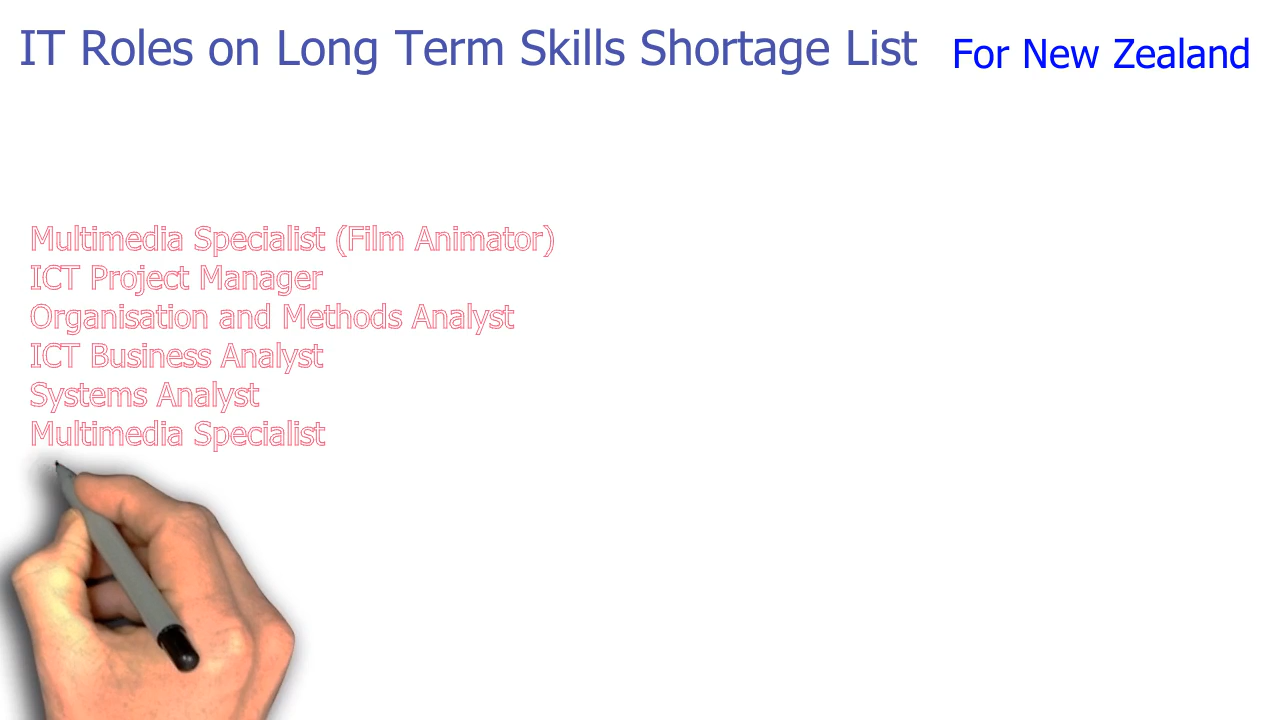 IT Roles on Long Term Skills Shortage List For New Zealand
Multimedia Specialist (Film Animator)
ICT Project Manager
Organisation and Methods Analyst
ICT Business Analyst
Systems Analyst
Multimedia Specialist